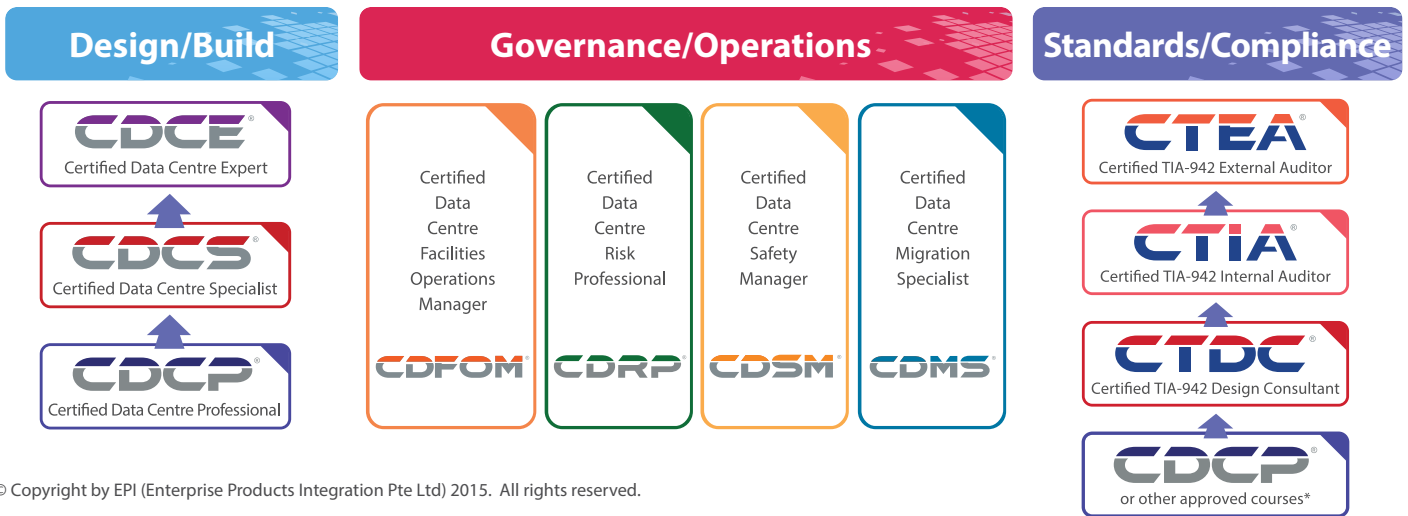 Design/Build
CDCE®
Certified Data Centre Expert
CDCS®
Certified Data Centre Specialist
CDCP®
Certified Data Centre Professional
Governance/Operations
Certified
Data
Centre
Facilities
Operations
Manager
CDFOM®
Certified
Data
Centre
Risk
Professional
CDRP®
Certified
Data
Centre
Safety
Manager
CDSM®
Certified
Data
Centre
Migration
Specialist
CDMS®
Standards/Compliance
CTEA®
Certified TIA-942 External Auditor
CTIA®
Certified TIA-942 Internal Auditor
CTDC®
Certified TIA-942 Design Consultant
CDCP®
or other approved courses*
© Copyright by EPI (Enterprise Products Integration Pte Ltd) 2015. All rights reserved.